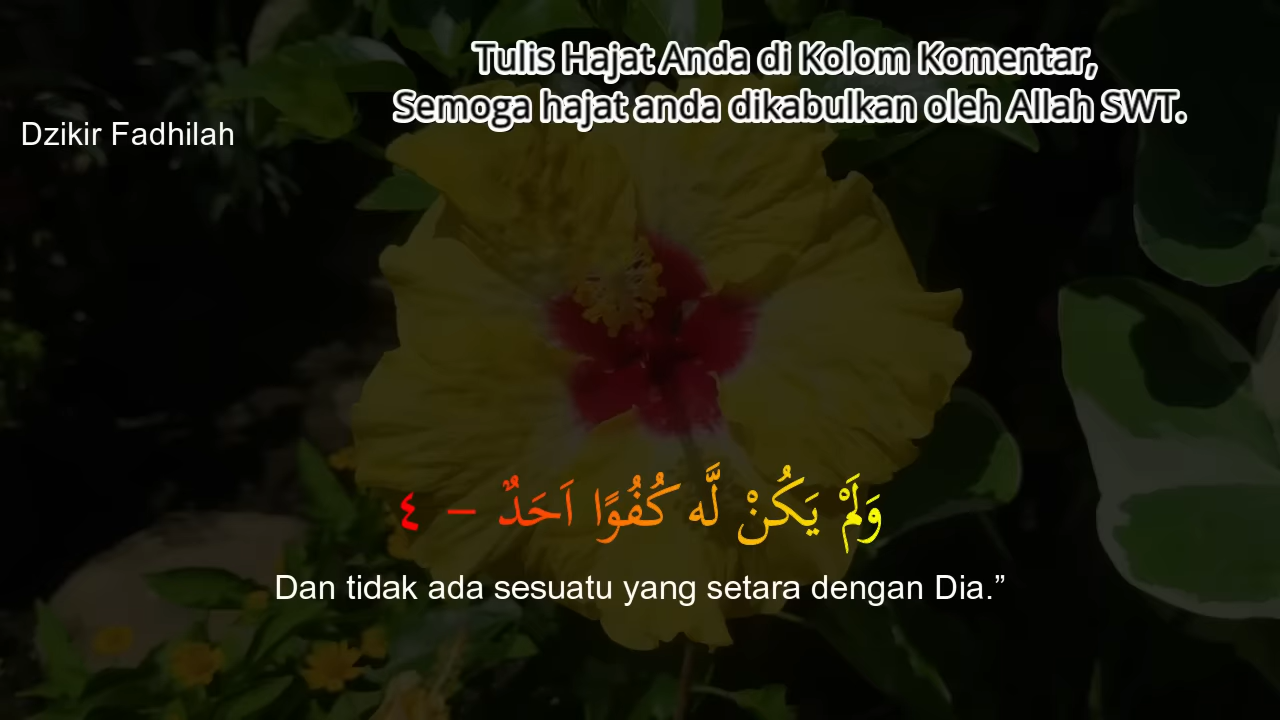 Tulis Hajat Anda di Kolom Komentar,
Semoga hajat anda dikabulkan oleh Allah SWT.
Dzikir Fadhilah
وَلَمْ يَكُنْ لَّه كُفُوًا اَحَدٌ – ٤
Dan tidak ada sesuatu yang setara dengan Dia.”